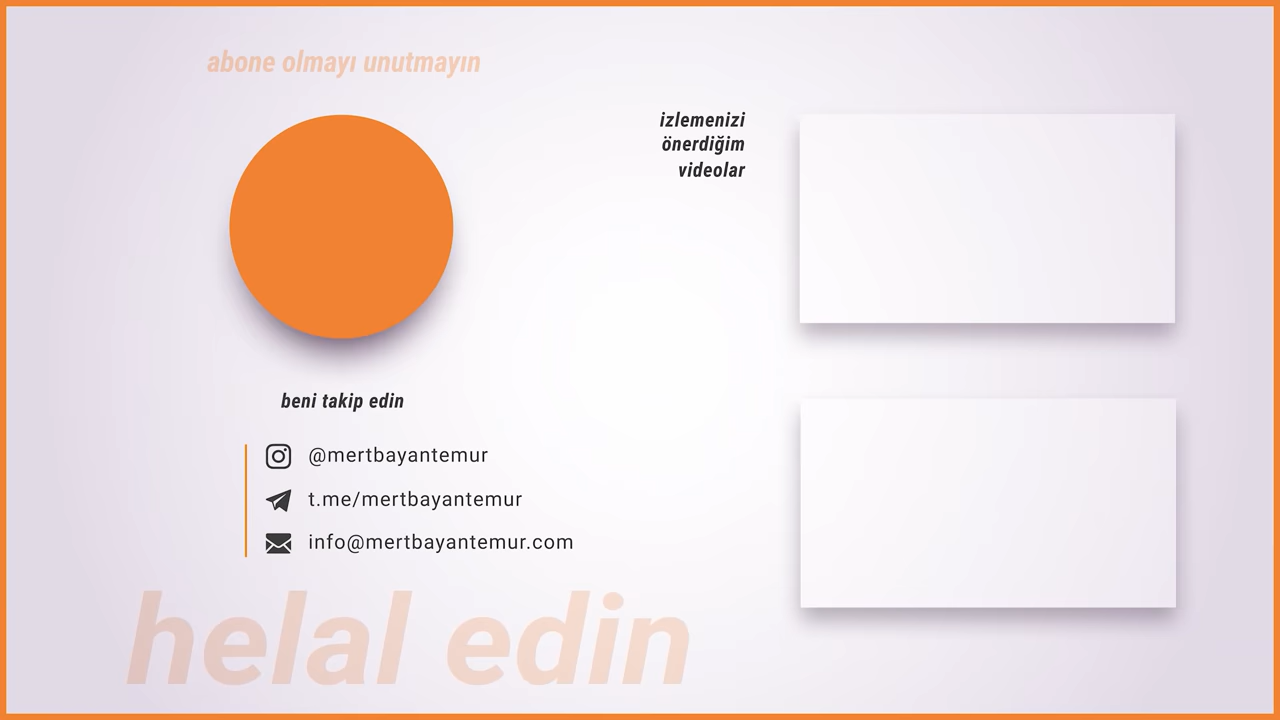 abone olmayı unutmayın
izlemenizi
önerdiğim
videolar
beni takip edin
@mertbayantemur
t.me/mertbayantemur
info@mertbayantemur.com
helal edin